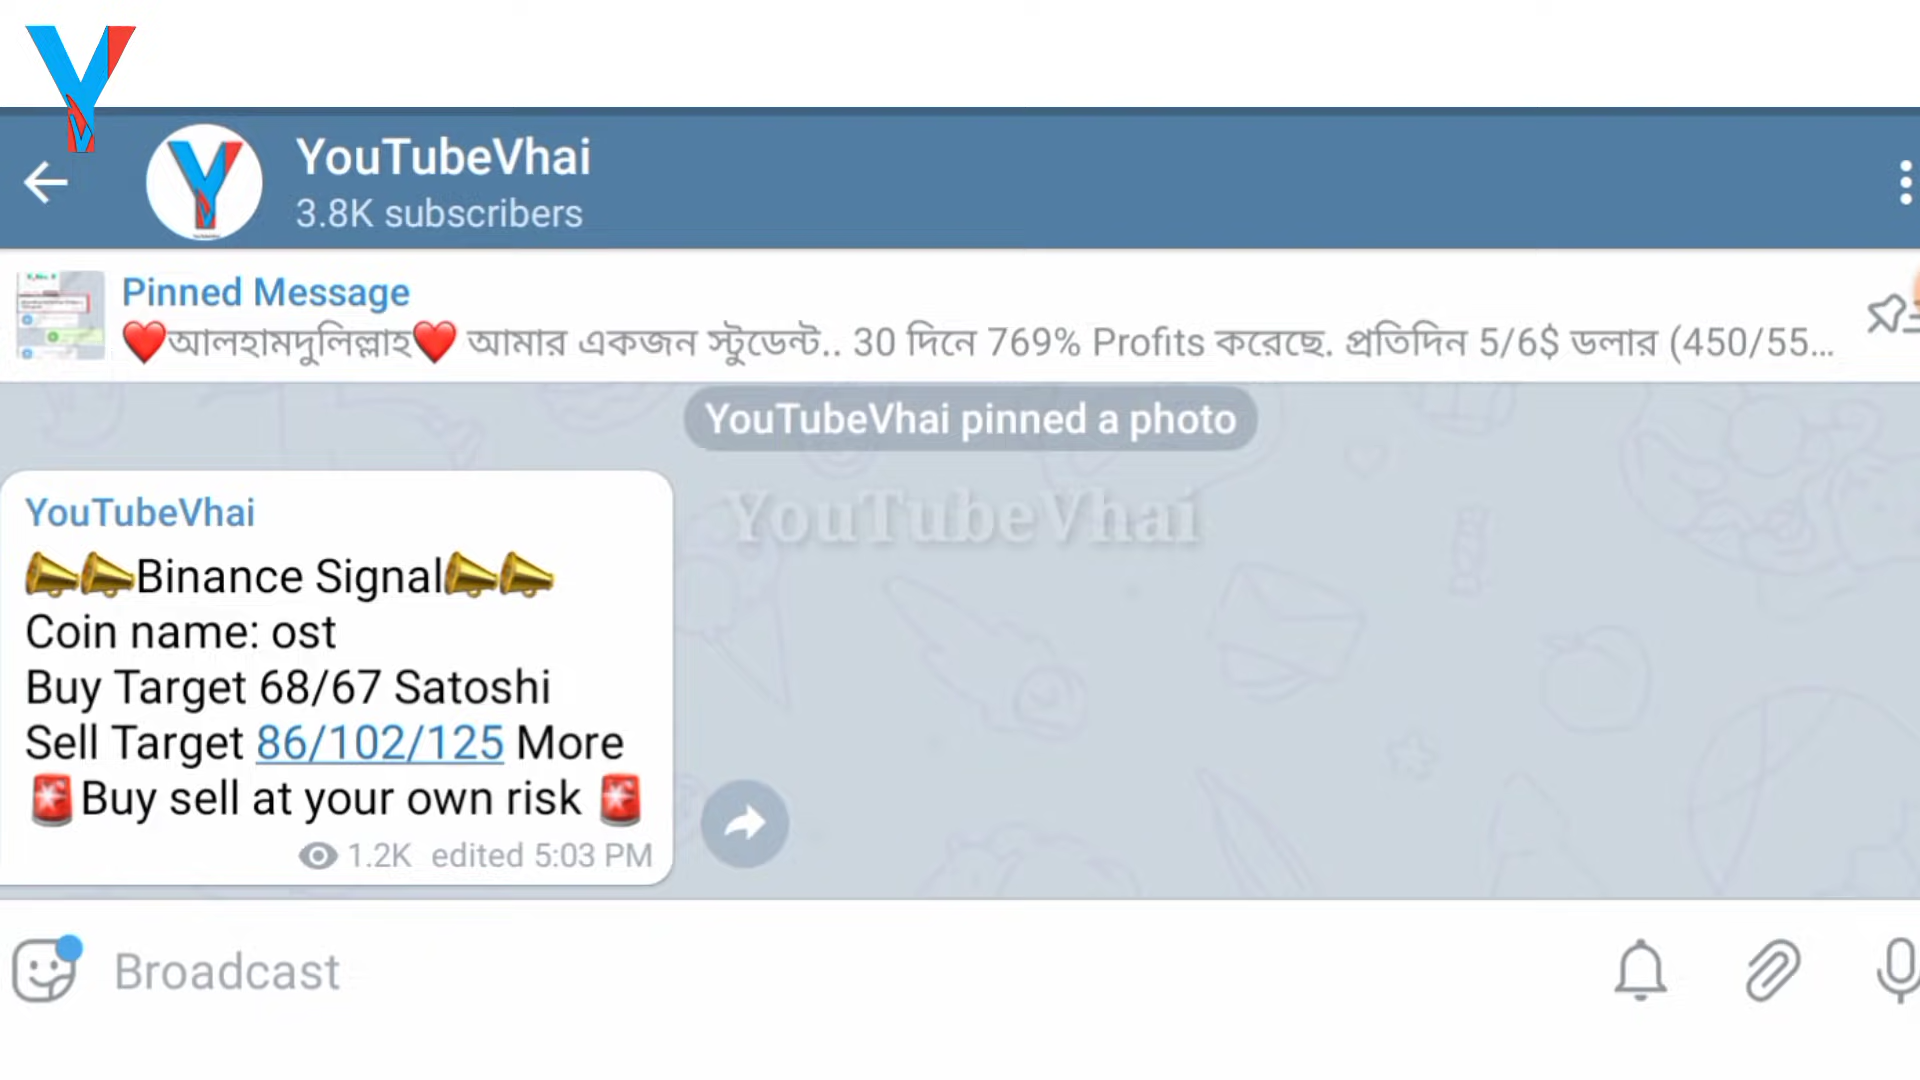 YouTubeVhai
3.8K subscribers
Pinned Message
❤️আলহামদুলিল্লাহ❤️ আমার একজন স্টুডেন্ট.. 30 দিনে 769% Profits করেছে. প্রতিদিন 5/6$ ডলার (450/55...
YouTubeVhai pinned a photo
YouTubeVhai
YouTubeVhai
Binance Signal
Coin name: ost
Buy Target 68/67 Satoshi
Sell Target 86/102/125 More
🚨Buy sell at your own risk 🚨
1.2K edited 5:03 PM
Broadcast